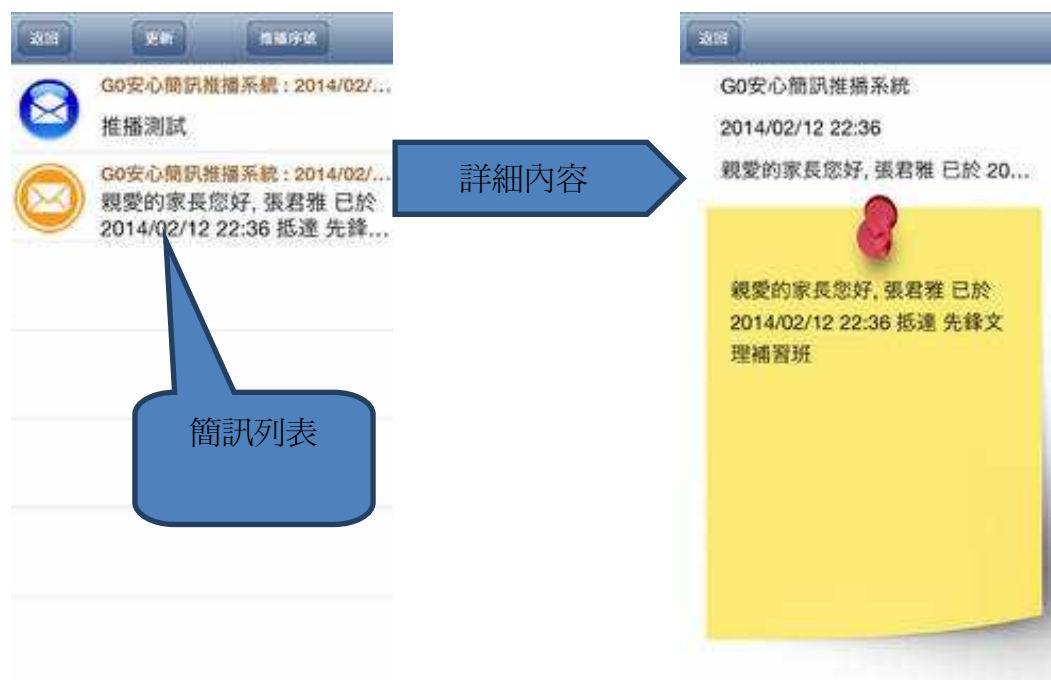 返回 更新 推播序號
G0安心簡訊推播系統 : 2014/02/...
推播測試
G0安心簡訊推播系統 : 2014/02/...
親愛的家長您好, 張君雅 已於
2014/02/12 22:36 抵達 先鋒...
簡訊列表
詳細內容
返回
G0安心簡訊推播系統
2014/02/12 22:36
親愛的家長您好, 張君雅 已於 20...
親愛的家長您好, 張君雅 已於
2014/02/12 22:36 抵達 先鋒文
理補習班